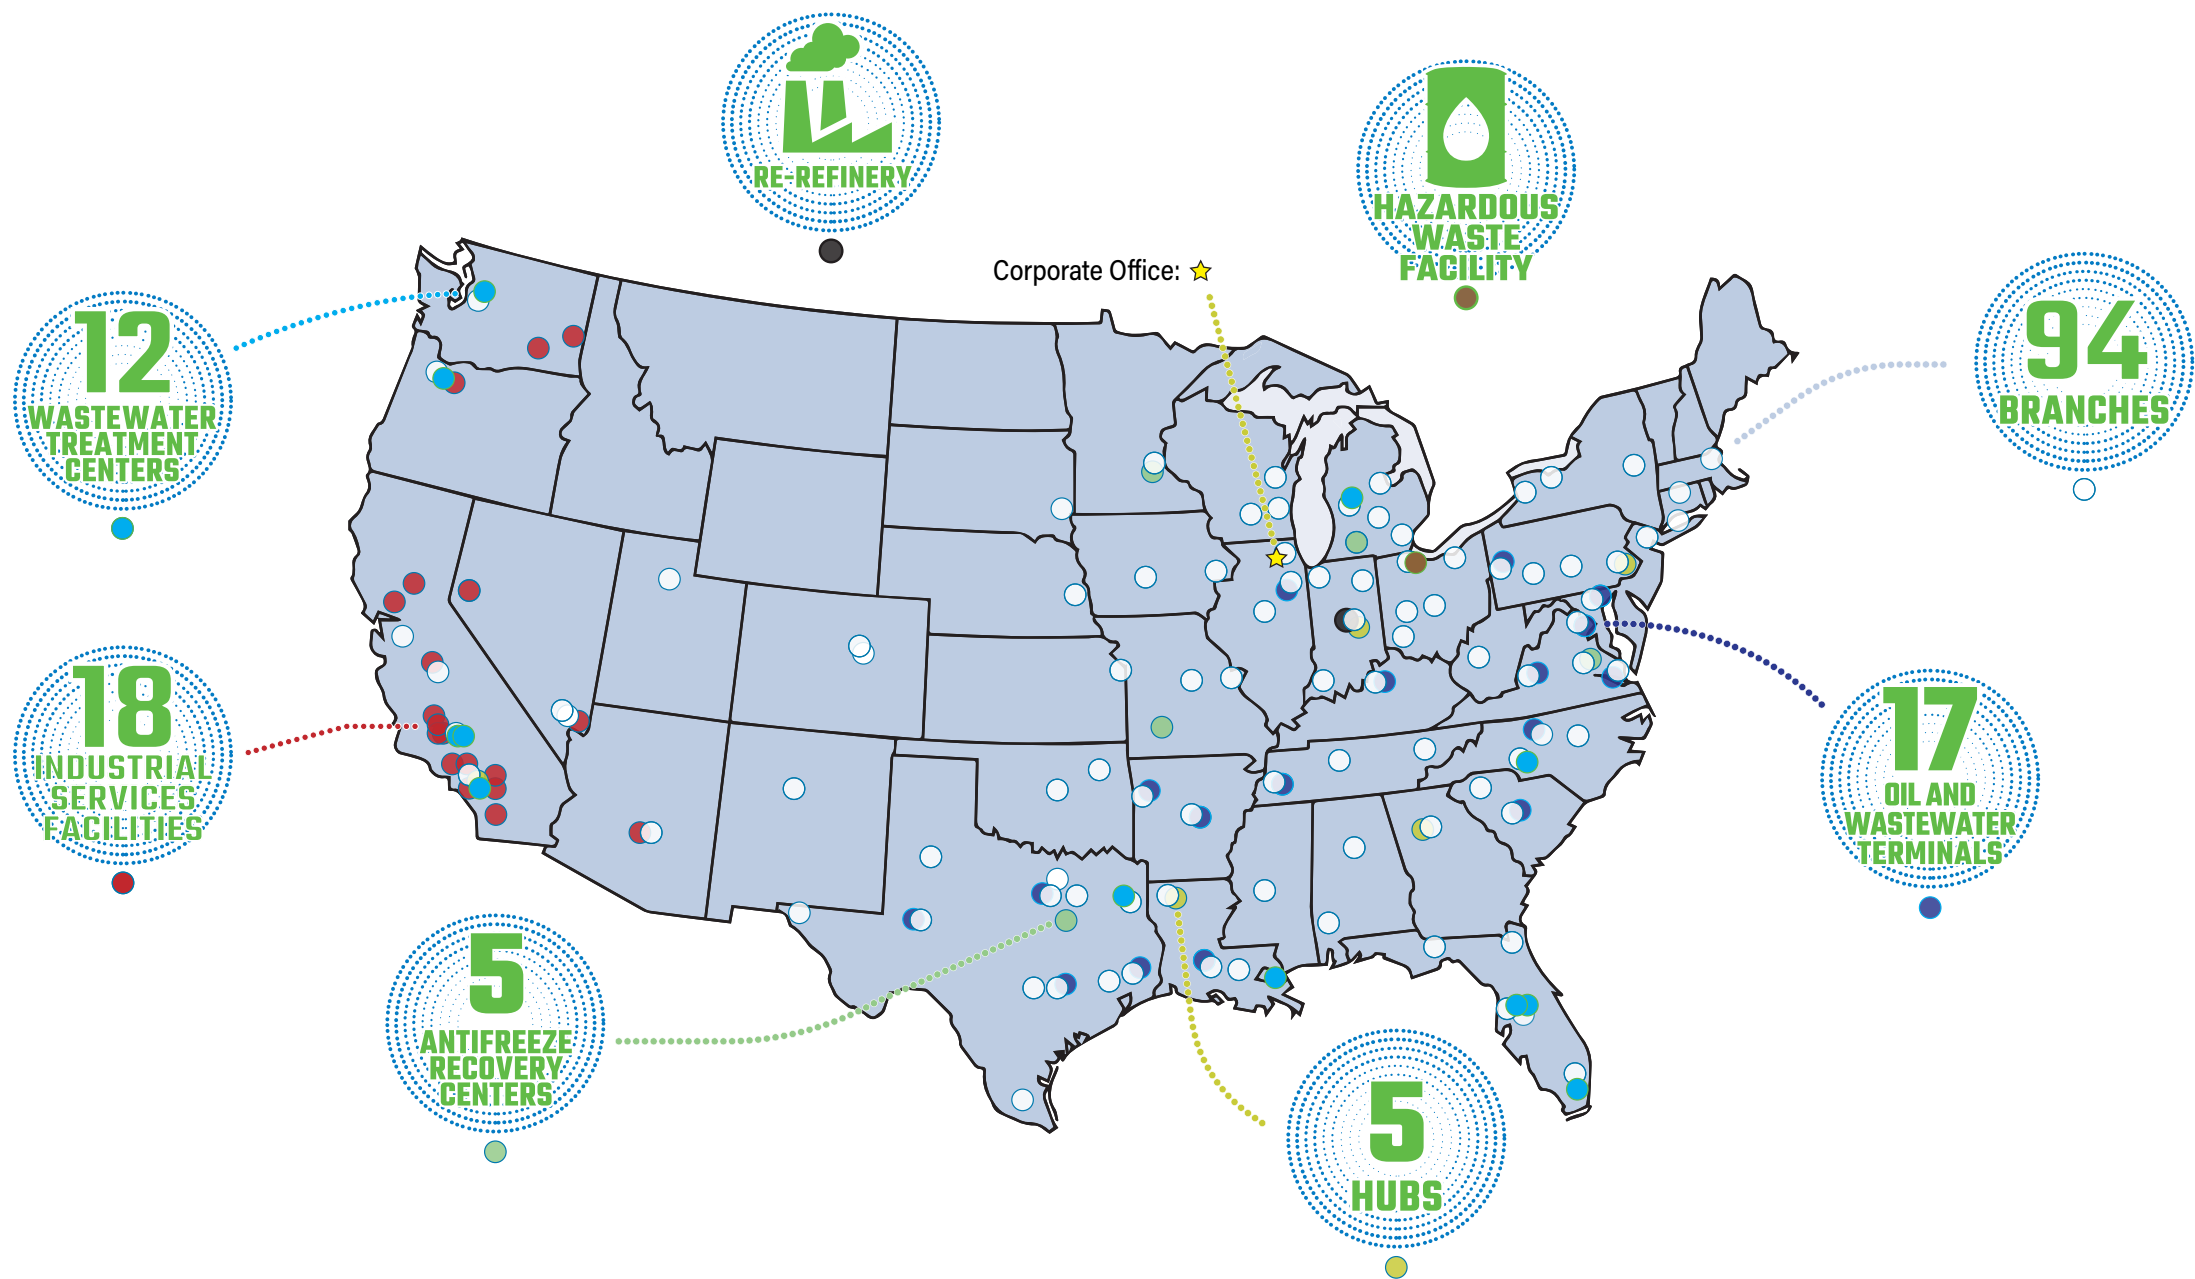 RE-REFINERY
HAZARDOUS
WASTE
FACILITY
Corporate Office:
12
WASTEWATER
TREATMENT
CENTERS
94
BRANCHES
18
INDUSTRIAL
SERVICES
FACILITIES
17
OIL AND
WASTEWATER
TERMINALS
5
ANTIFREEZE
RECOVERY
CENTERS
5
HUBS